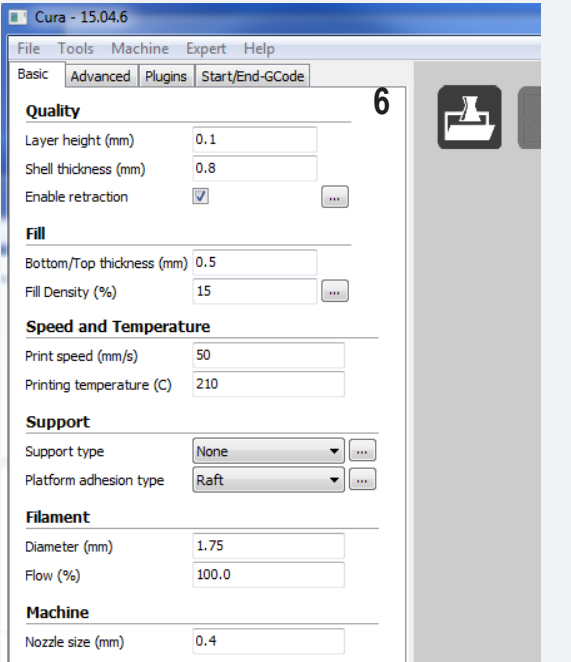 Cura - 15.04.6
File Tools Machine Expert Help
Basic Advanced Plugins Start/End-GCode
6
Quality
Layer height (mm) 0.1
Shell thickness (mm) 0.8
Enable retraction ...
Fill
Bottom/Top thickness (mm) 0.5
Fill Density (%) 15 ...
Speed and Temperature
Print speed (mm/s) 50
Printing temperature (C) 210
Support
Support type None ...
Platform adhesion type Raft ...
Filament
Diameter (mm) 1.75
Flow (%) 100.0
Machine
Nozzle size (mm) 0.4